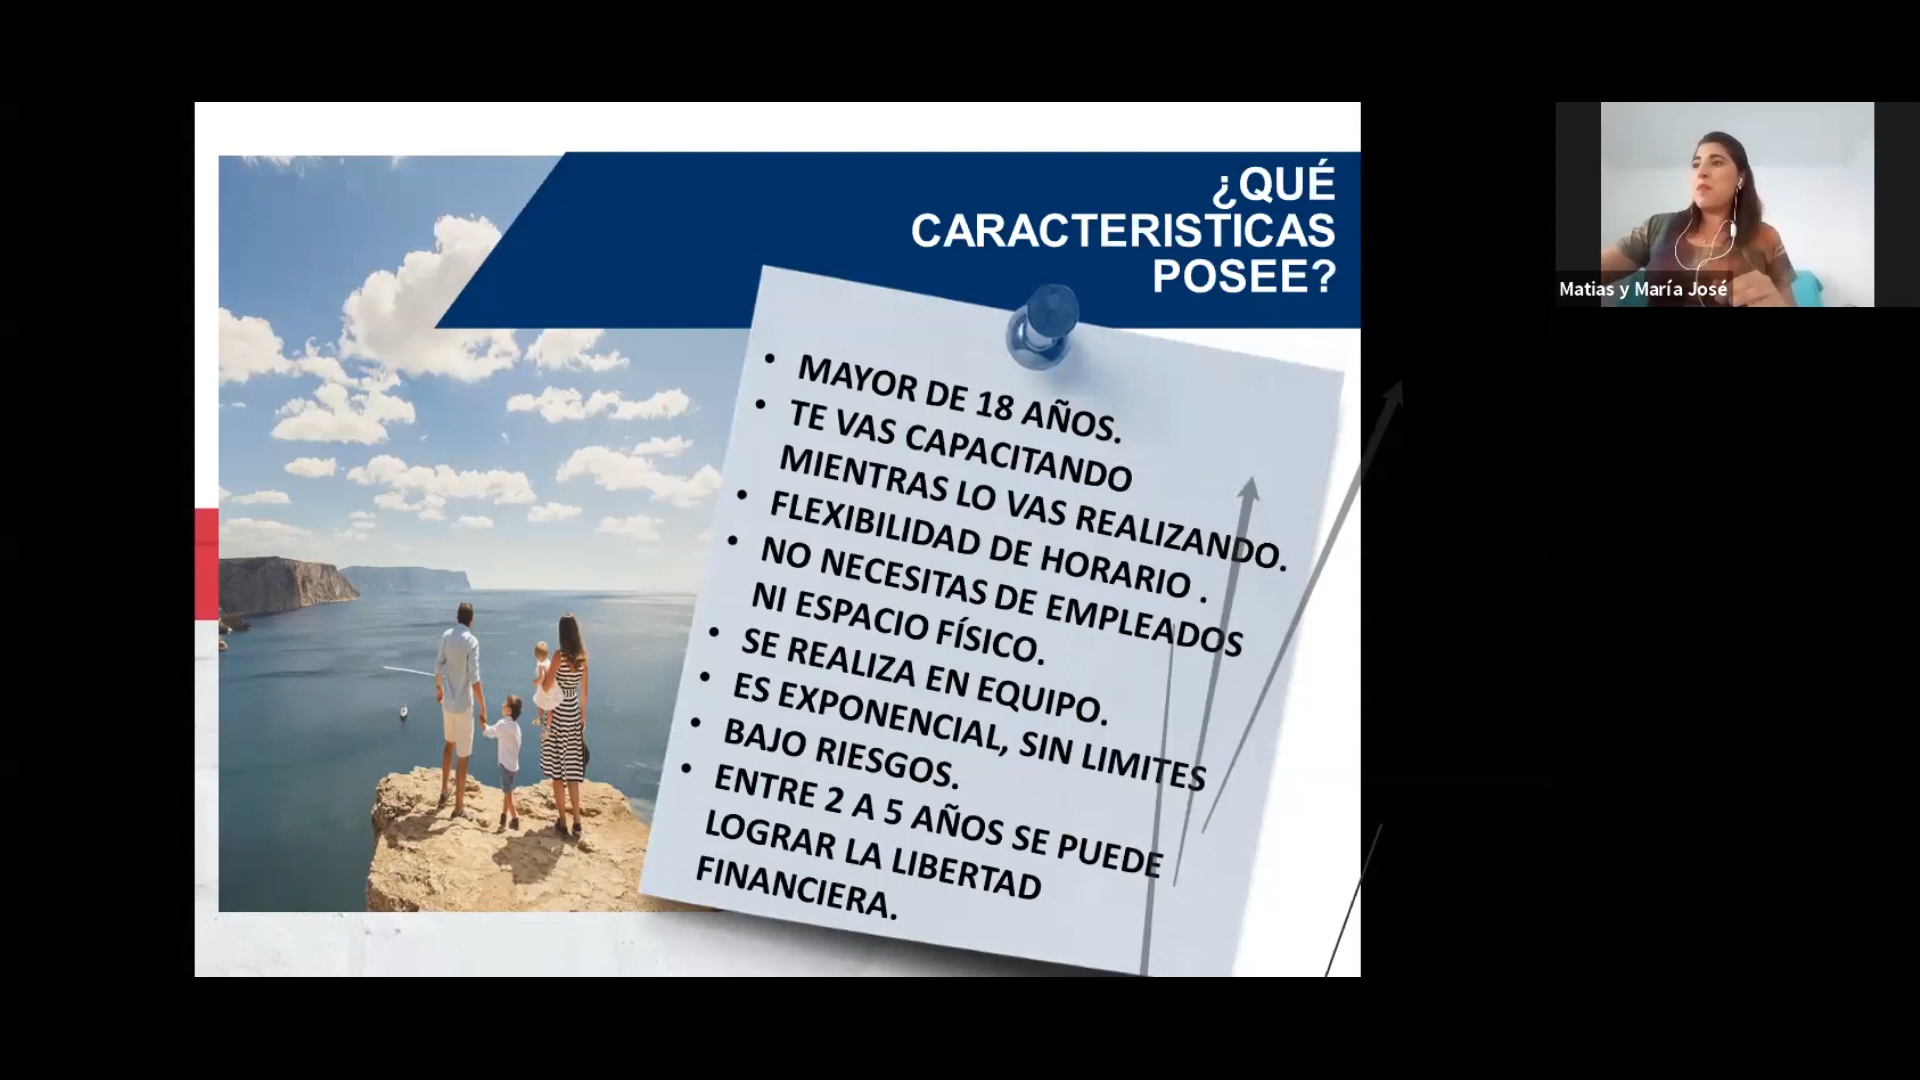 ¿QUÉ
CARACTERISTICAS
POSEE?
• MAYOR DE 18 AÑOS.
• TE VAS CAPACITANDO
MIENTRAS LO VAS REALIZANDO.
• FLEXIBILIDAD DE HORARIO .
• NO NECESITAS DE EMPLEADOS
NI ESPACIO FÍSICO.
• SE REALIZA EN EQUIPO.
• ES EXPONENCIAL, SIN LIMITES
• BAJO RIESGOS.
• ENTRE 2 A 5 AÑOS SE PUEDE
LOGRAR LA LIBERTAD
FINANCIERA.
Matias y María José